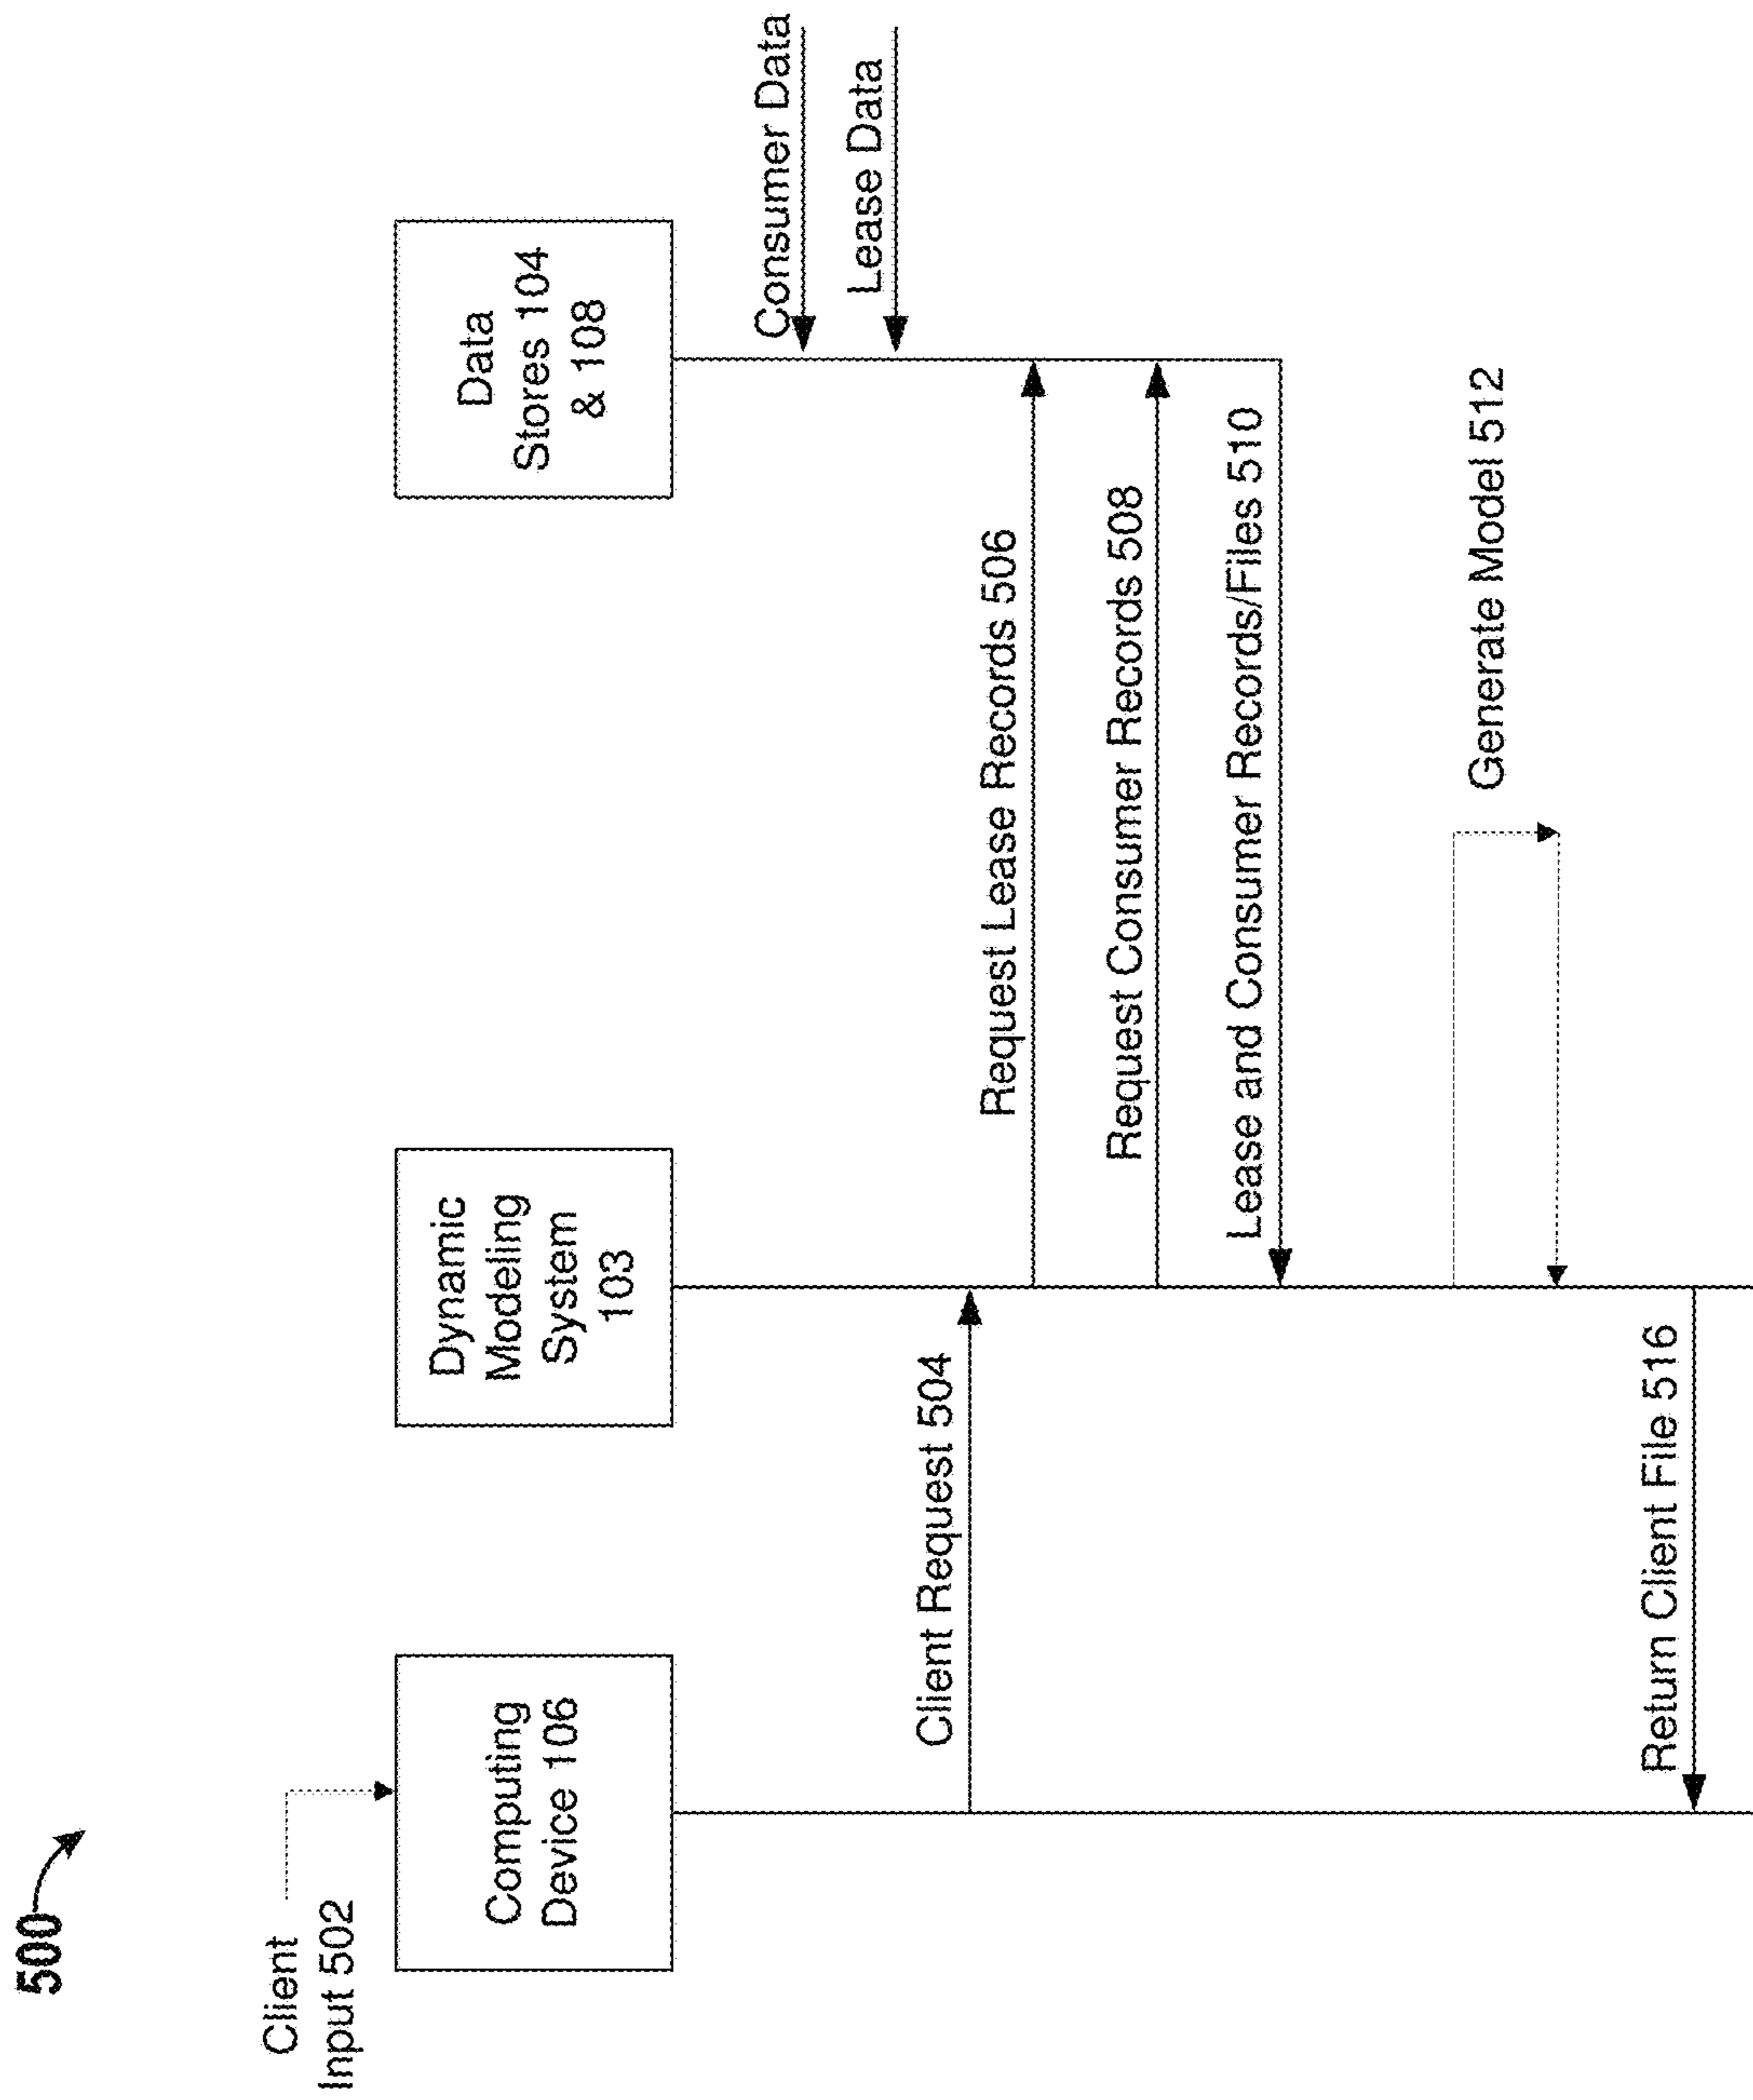 500
Client
Input 502
Computing
Device 106
Dynamic
Modeling
System
103
Data
Stores 104
& 108
Consumer Data
Lease Data
Client Request 504
Request Lease Records 506
Request Consumer Records 508
Lease and Consumer Records/Files 510
Generate Model 512
Return Client File 516